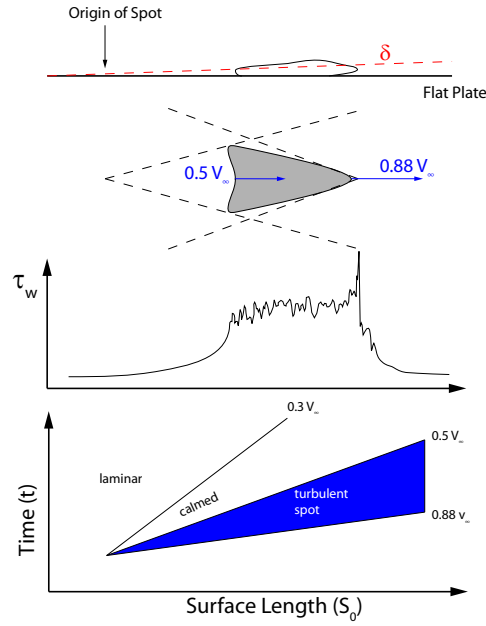 Origin of Spot
δ
Flat Plate
0.5 V∞
0.88 V∞
τw
0.3 V∞
0.5 V∞
laminar
calmed
turbulent
spot
0.88 v∞
Time (t)
Surface Length (S0)